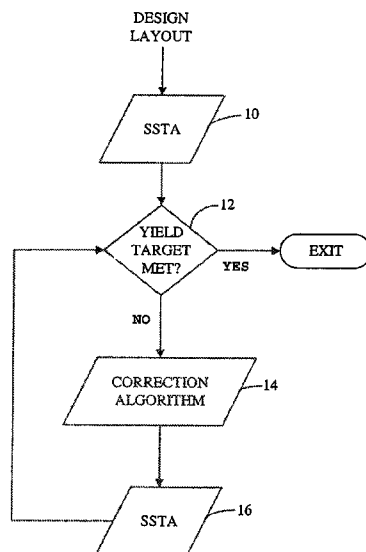 DESIGN
LAYOUT
SSTA
10
YIELD
TARGET
MET?
12
YES
EXIT
NO
CORRECTION
ALGORITHM
14
SSTA
16